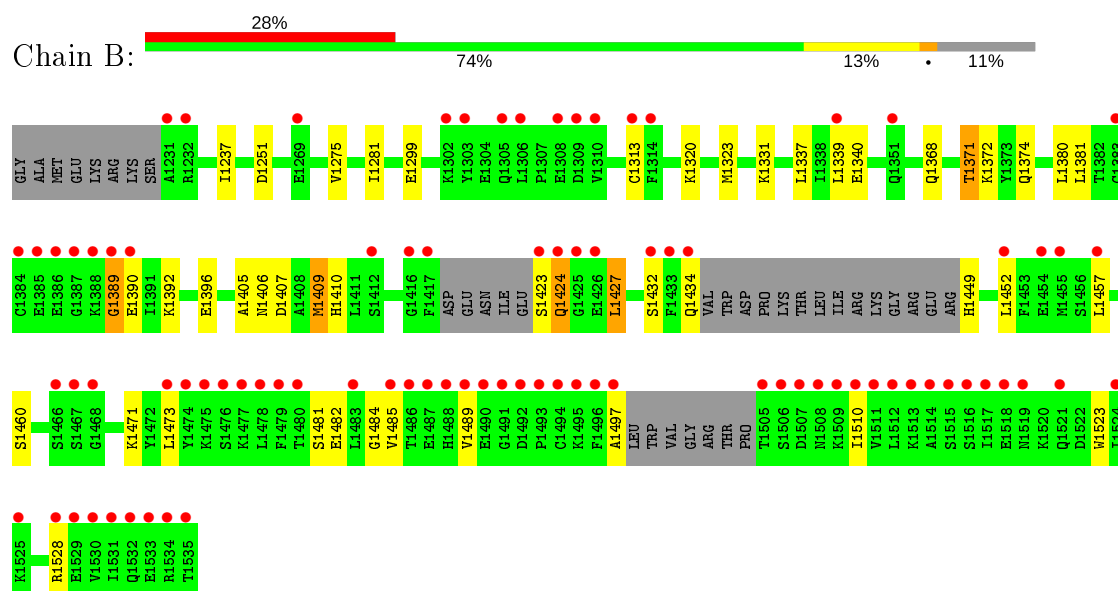 28%
Chain B:
74% 13% • 11%
GLY ALA MET GLU LYS ARG LYS SER A1231 R1232 I1237 D1251 E1269 V1275 I1281 E1299 K1302 Y1303 E1304 Q1305 L1306 P1307 E1308 D1309 V1310 C1313 F1314 K1320 M1323 K1331 L1337 I1338 L1339 E1340 Q1351 Q1368 T1371 K1372 Y1373 Q1374 L1380 L1381 T1382 C1383
C1384 E1385 E1386 G1387 K1388 G1389 E1390 I1391 K1392 E1396 A1405 N1406 D1407 A1408 M1409 H1410 L1411 S1412 G1416 F1417 ASP GLU ASN ILE GLU S1423 Q1424 G1425 E1426 L1427 S1432 F1433 Q1434 VAL TRP ASP PRO LYS THR LEU ILE ARG LYS GLY ARG GLU ARG H1449 L1452 F1453 E1454 M1455 S1456 L1457
S1460 S1466 S1467 G1468 K1471 Y1472 L1473 Y1474 K1475 S1476 K1477 L1478 F1479 T1480 S1481 E1482 L1483 G1484 V1485 T1486 E1487 H1488 V1489 E1490 G1491 D1492 P1493 C1494 K1495 F1496 A1497 LEU TRP VAL GLY ARG THR PRO T1505 S1506 D1507 N1508 K1509 I1510 V1511 L1512 K1513 A1514 S1515 S1516 I1517 E1518 N1519 K1520 Q1521 D1522 W1523 I1524
K1525 R1528 E1529 V1530 I1531 Q1532 E1533 R1534 T1535